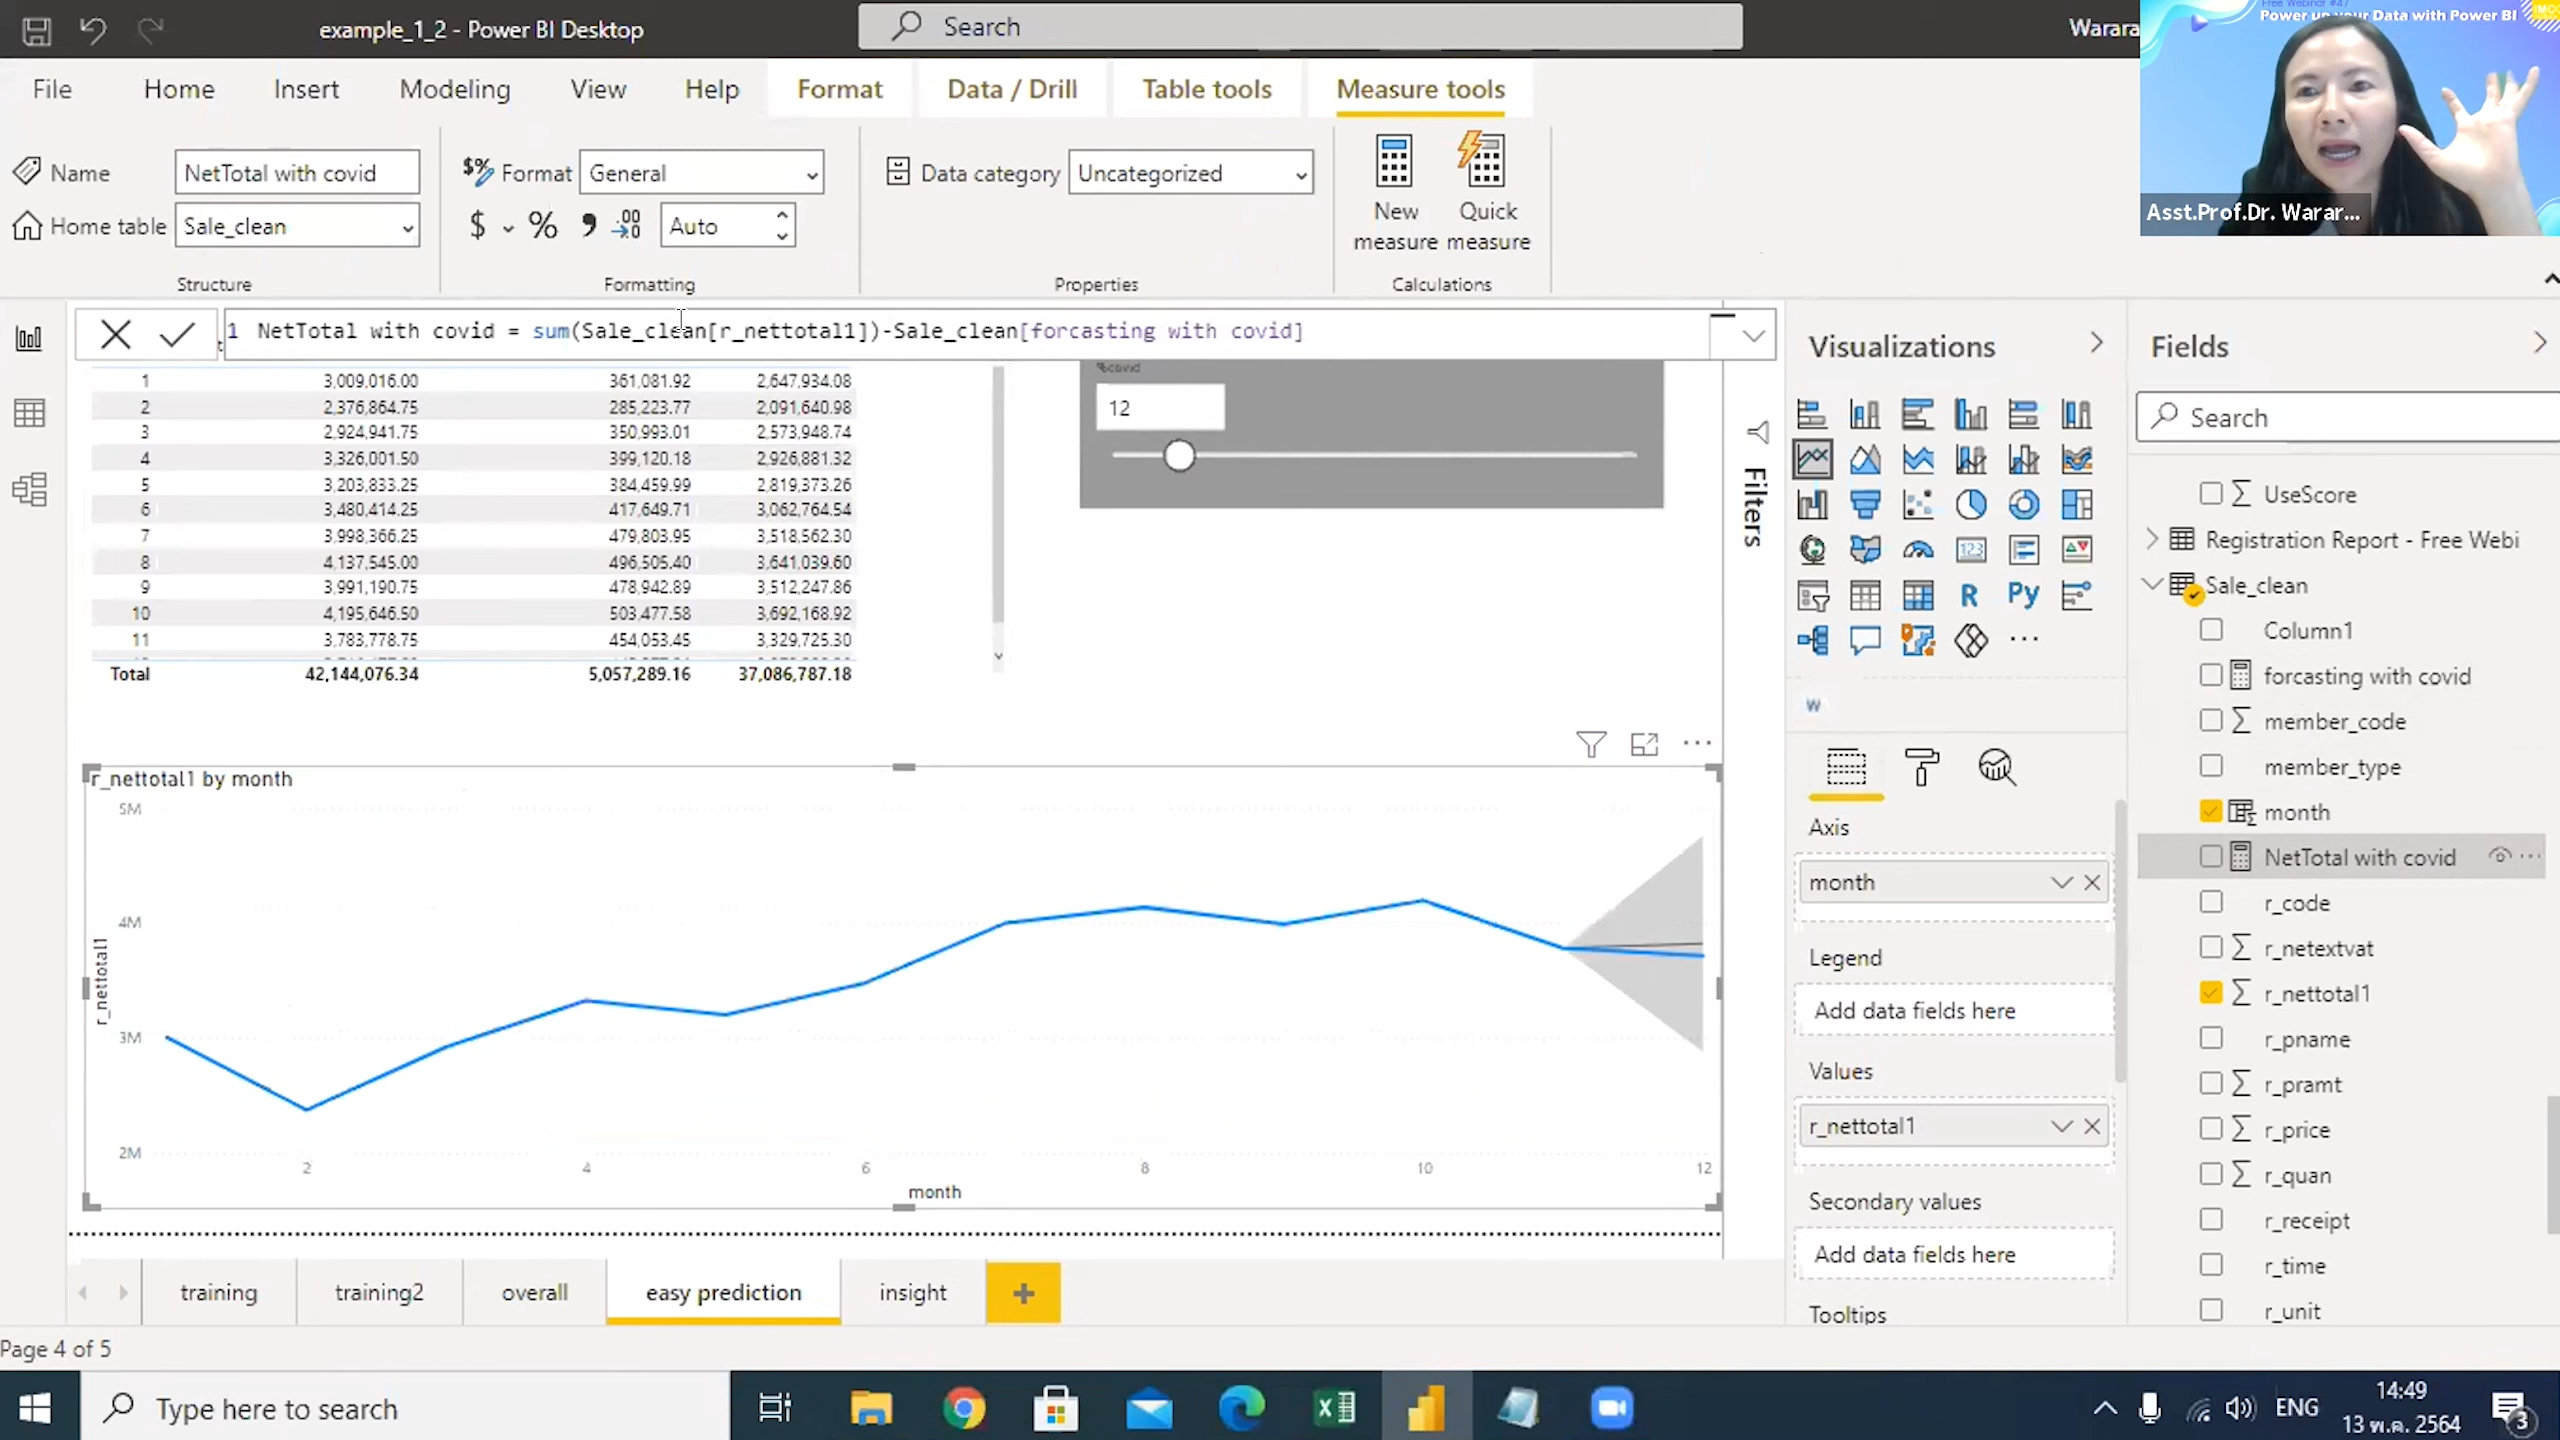 example_1_2 - Power BI Desktop
Search
Warara
Free Webinar #47
Power up your Data with Power BI
IMC
Asst.Prof.Dr. Warar...
File
Home
Insert
Modeling
View
Help
Format
Data / Drill
Table tools
Measure tools
Name
NetTotal with covid
Home table
Sale_clean
Structure
Format
General
$ % 9 .00
Auto
Formatting
Data category
Uncategorized
Properties
New measure
Quick measure
Calculations
1 NetTotal with covid = sum(Sale_clean[r_nettotal1])-Sale_clean[forcasting with covid]
1 3,009,016.00 361,081.92 2,647,934.08
2 2,376,864.75 285,223.77 2,091,640.98
3 2,924,941.75 350,993.01 2,573,948.74
4 3,326,001.50 399,120.18 2,926,881.32
5 3,203,833.25 384,459.99 2,819,373.26
6 3,480,414.25 417,649.71 3,062,764.54
7 3,998,366.25 479,803.95 3,518,562.30
8 4,137,545.00 496,505.40 3,641,039.60
9 3,991,190.75 478,942.89 3,512,247.86
10 4,195,646.50 503,477.58 3,692,168.92
11 3,783,778.75 454,053.45 3,329,725.30
Total 42,144,076.34 5,057,289.16 37,086,787.18
%covid
12
r_nettotal1 by month
5M
4M
3M
2M
r_nettotal1
2 4 6 8 10 12
month
Filters
Visualizations
123
R
Py
W
Axis
month
Legend
Add data fields here
Values
r_nettotal1
Secondary values
Add data fields here
Tooltips
Fields
Search
UseScore
Registration Report - Free Webi
Sale_clean
Column1
forcasting with covid
member_code
member_type
month
NetTotal with covid
r_code
r_netextvat
r_nettotal1
r_pname
r_pramt
r_price
r_quan
r_receipt
r_time
r_unit
training
training2
overall
easy prediction
insight
Page 4 of 5
Type here to search
ENG
14:49
13 พ.ค. 2564
3